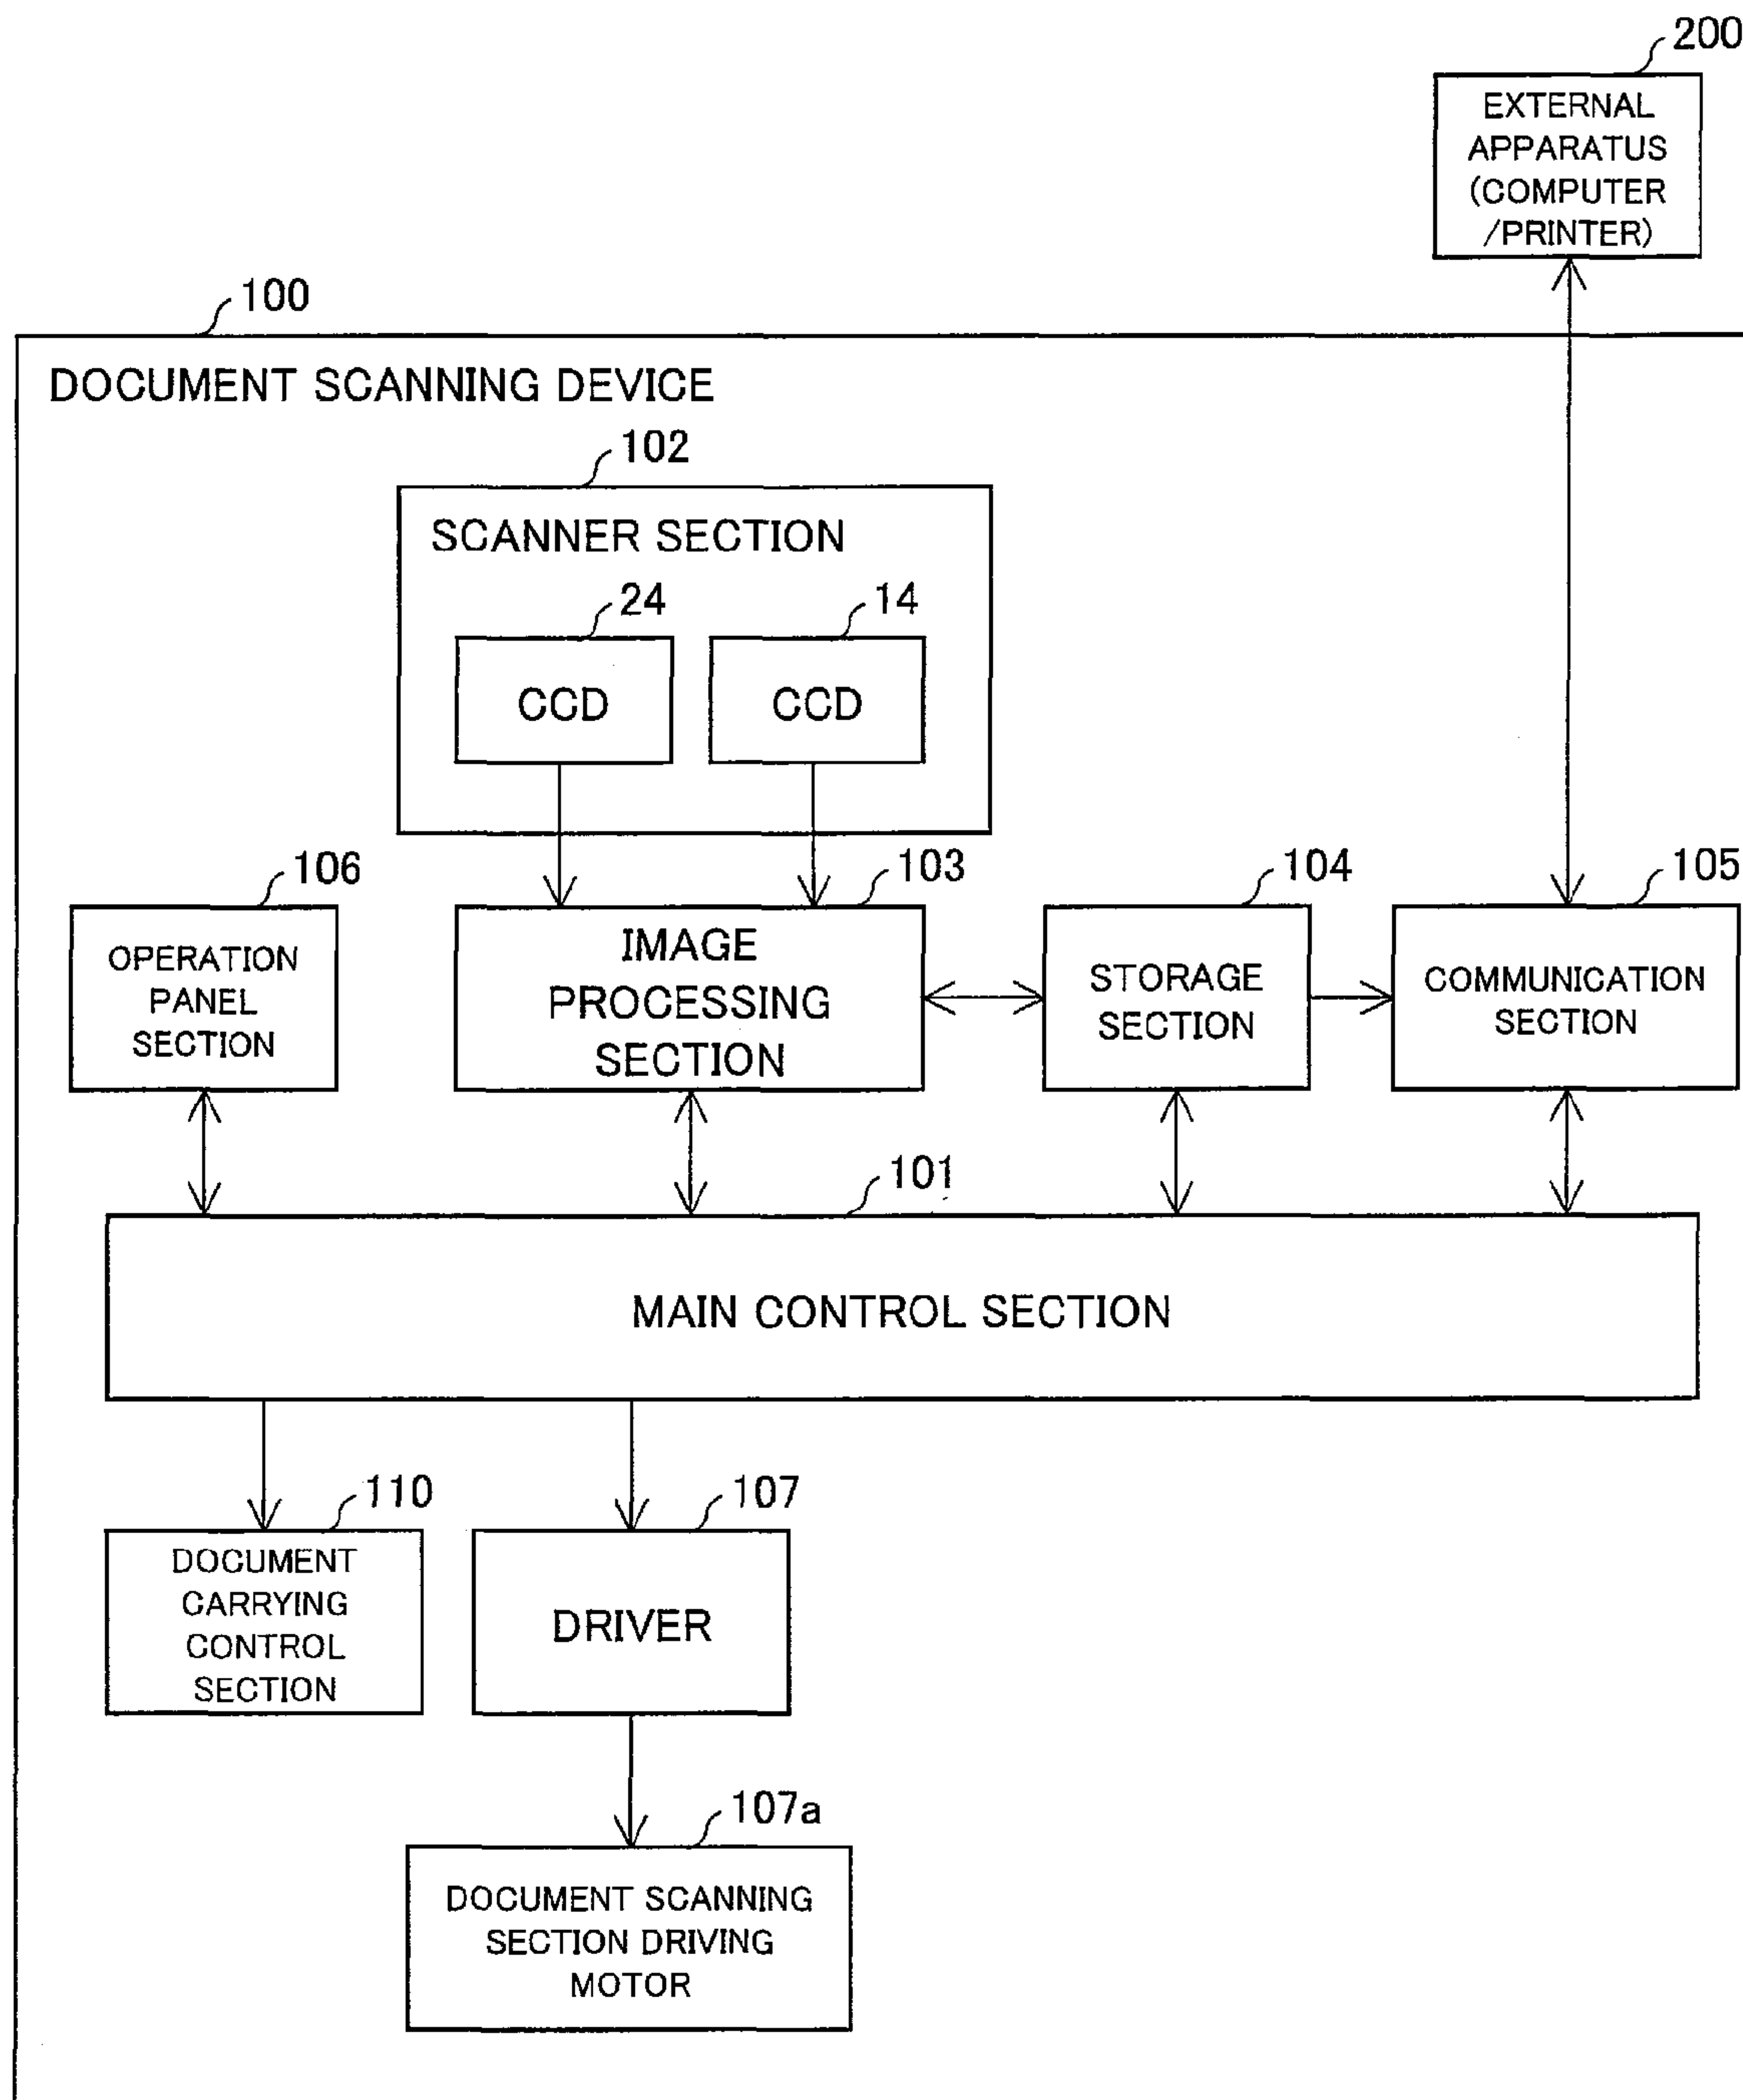 200
EXTERNAL
APPARATUS
(COMPUTER
/PRINTER)
100
DOCUMENT SCANNING DEVICE
102
SCANNER SECTION
24
14
CCD
CCD
106
103
104
105
OPERATION
PANEL
SECTION
IMAGE
PROCESSING
SECTION
STORAGE
SECTION
COMMUNICATION
SECTION
101
MAIN CONTROL SECTION
110
107
DOCUMENT
CARRYING
CONTROL
SECTION
DRIVER
107a
DOCUMENT SCANNING
SECTION DRIVING
MOTOR